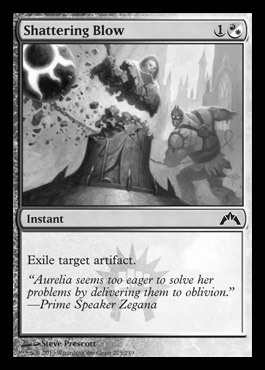 Shattering Blow 1
Instant
Exile target artifact.
“Aurelia seems too eager to solve her
problems by delivering them to oblivion.”
—Prime Speaker Zegana
Steve Prescott